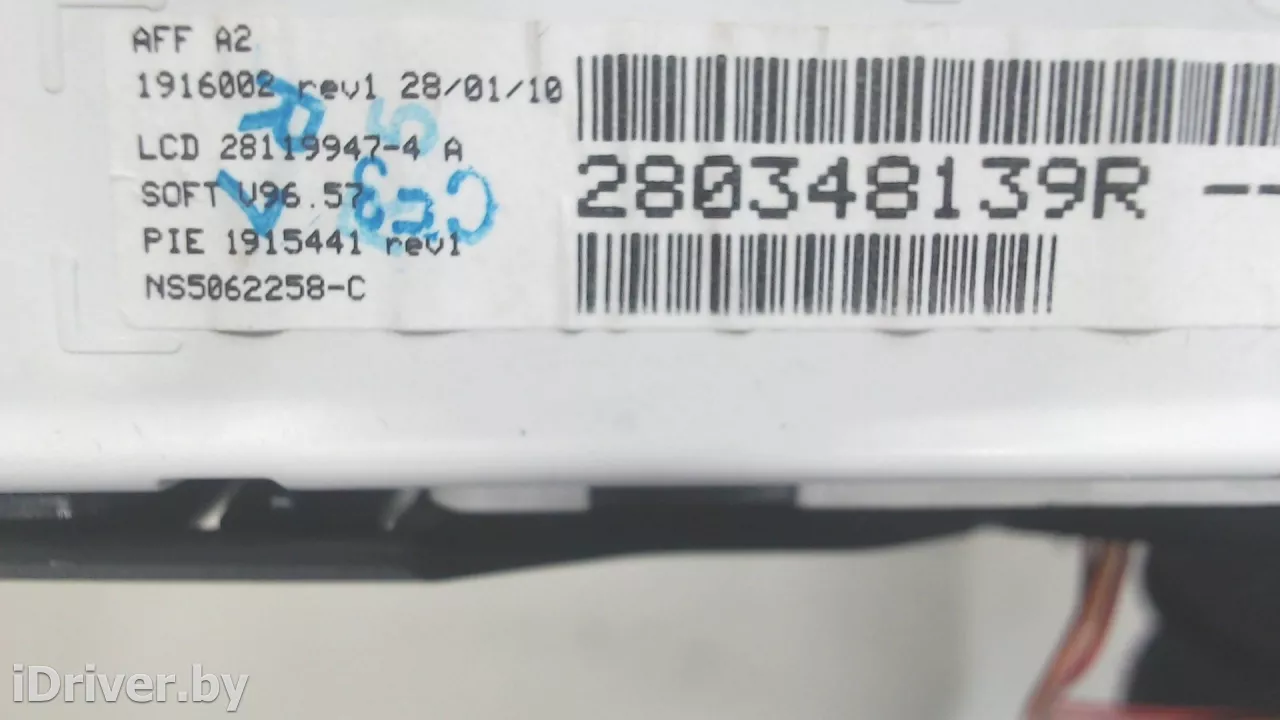 AFF A2
1916002 rev1 28/01/10
LCD 28119947-4 A
SOFT V96.57
PIE 1915441 rev1
NS5062258-C
280348139R --
iDriver.by